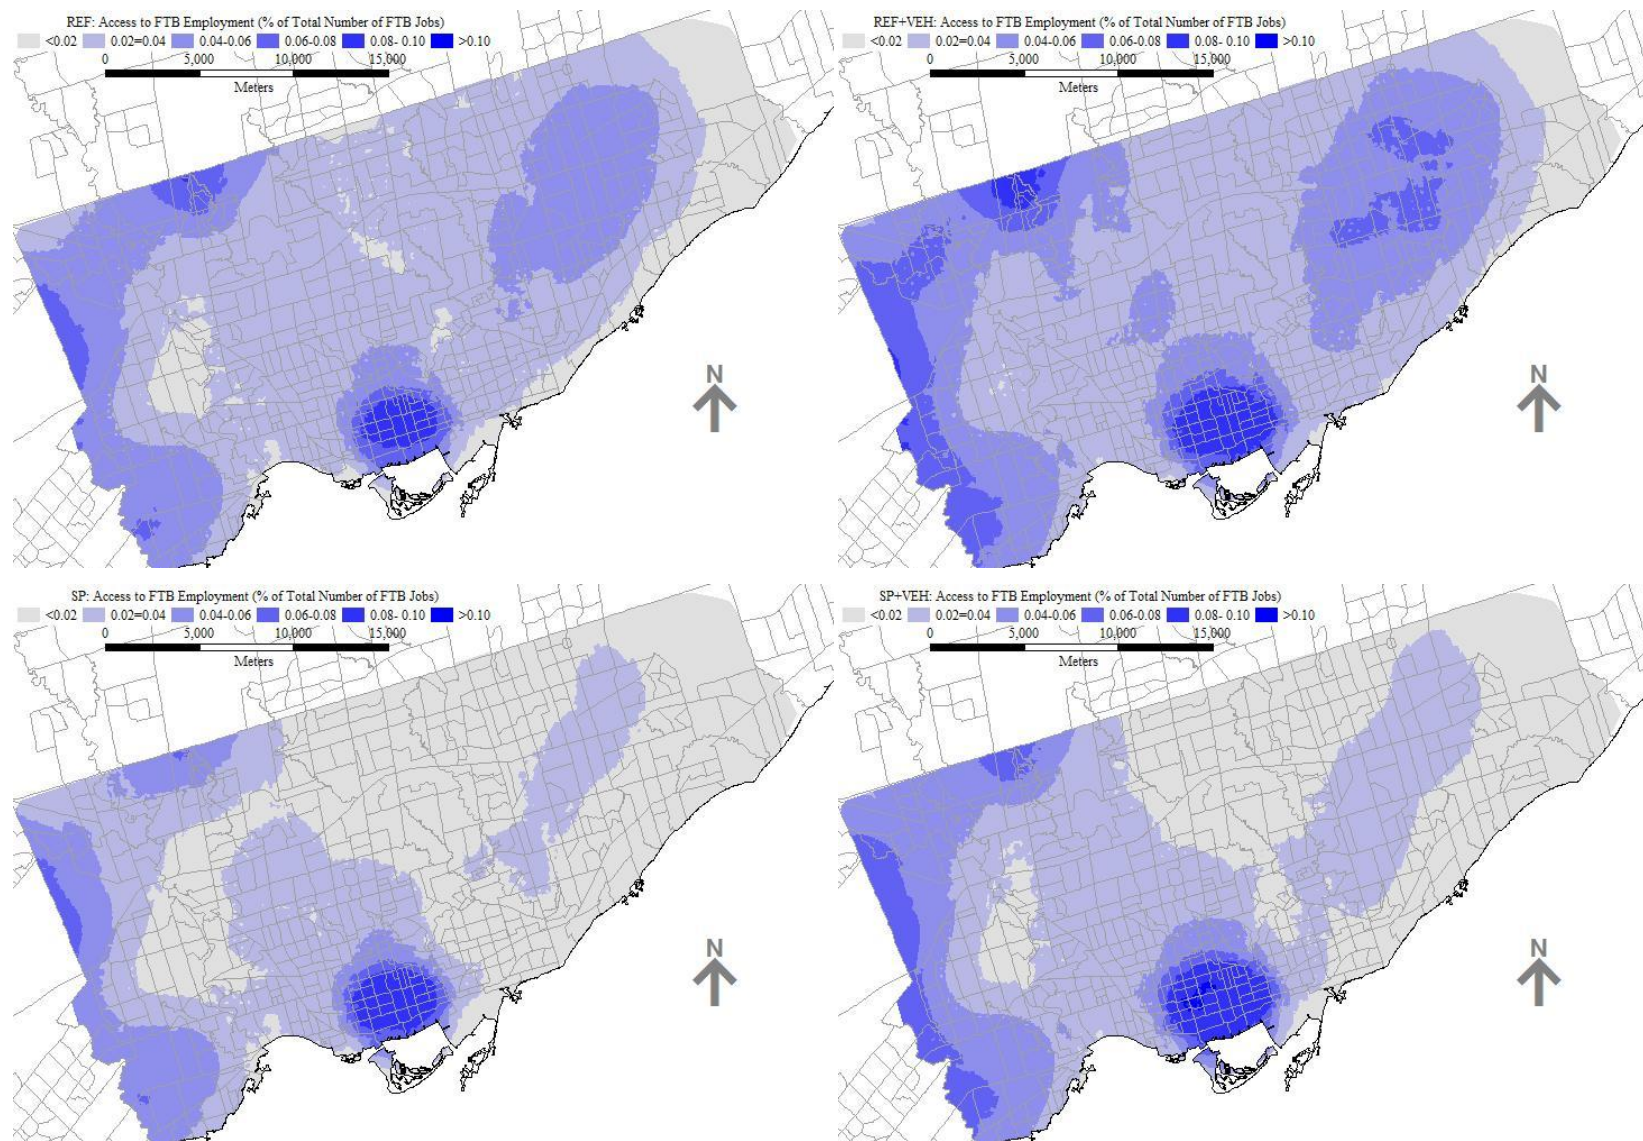 REF: Access to FTB Employment (% of Total Number of FTB Jobs)
<0.02 0.02=0.04 0.04-0.06 0.06-0.08 0.08- 0.10 >0.10
0 5,000 10,000 15,000
Meters
N
REF+VEH: Access to FTB Employment (% of Total Number of FTB Jobs)
<0.02 0.02=0.04 0.04-0.06 0.06-0.08 0.08- 0.10 >0.10
0 5,000 10,000 15,000
Meters
N
SP: Access to FTB Employment (% of Total Number of FTB Jobs)
<0.02 0.02=0.04 0.04-0.06 0.06-0.08 0.08- 0.10 >0.10
0 5,000 10,000 15,000
Meters
N
SP+VEH: Access to FTB Employment (% of Total Number of FTB Jobs)
<0.02 0.02=0.04 0.04-0.06 0.06-0.08 0.08- 0.10 >0.10
0 5,000 10,000 15,000
Meters
N